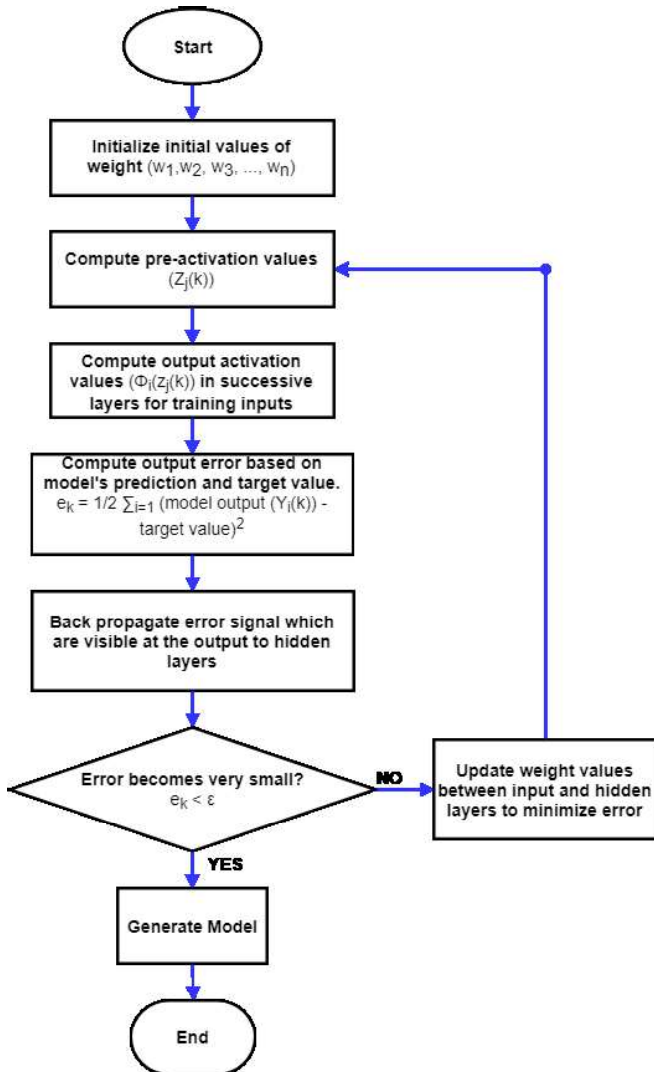 Start
Initialize initial values of
weight (w₁,w₂, w₃, ..., wₙ)
Compute pre-activation values
(Zⱼ(k))
Compute output activation
values (Φᵢ(zⱼ(k)) in successive
layers for training inputs
Compute output error based on
model's prediction and target value.
eₖ = 1/2 ∑ᵢ₌₁ (model output (Yᵢ(k)) -
target value)²
Back propagate error signal which
are visible at the output to hidden
layers
Error becomes very small?
eₖ < ε
NO
Update weight values
between input and hidden
layers to minimize error
YES
Generate Model
End